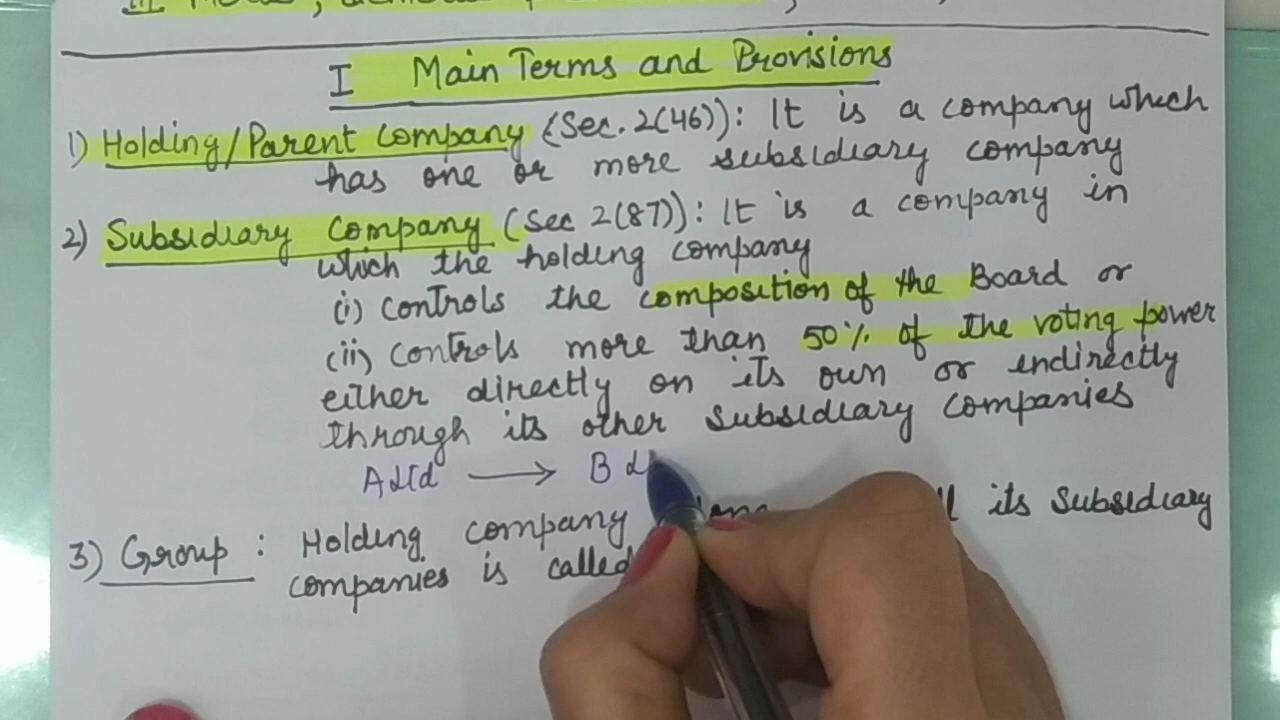 I Main Terms and Provisions
1) Holding/Parent Company (Sec. 2(46)): It is a company which
has one or more subsidiary company
2) Subsidiary Company (Sec 2(87)): It is a company in
which the holding company
(i) controls the composition of the Board or
(ii) controls more than 50% of the voting power
either directly on its own or indirectly
through its other subsidiary companies
A Ltd → B
3) Group : Holding company its Subsidiary
companies is called